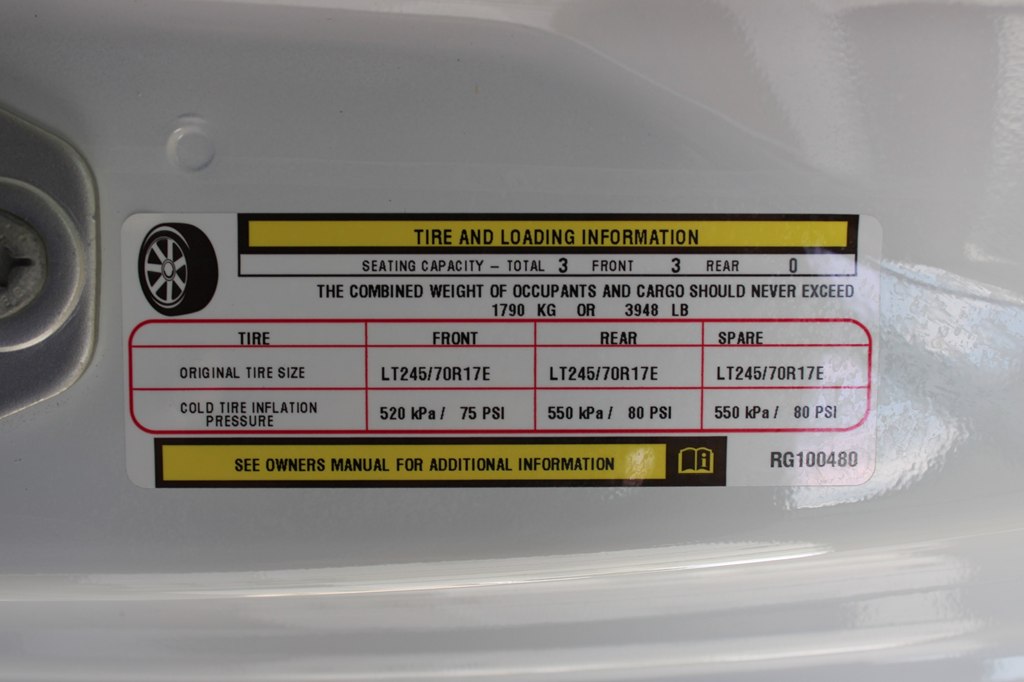 TIRE AND LOADING INFORMATION
SEATING CAPACITY – TOTAL 3 FRONT 3 REAR 0
THE COMBINED WEIGHT OF OCCUPANTS AND CARGO SHOULD NEVER EXCEED
1790 KG OR 3948 LB
TIRE FRONT REAR SPARE
ORIGINAL TIRE SIZE LT245/70R17E LT245/70R17E LT245/70R17E
COLD TIRE INFLATION
PRESSURE 520 kPa / 75 PSI 550 kPa / 80 PSI 550 kPa / 80 PSI
SEE OWNERS MANUAL FOR ADDITIONAL INFORMATION
RG100480